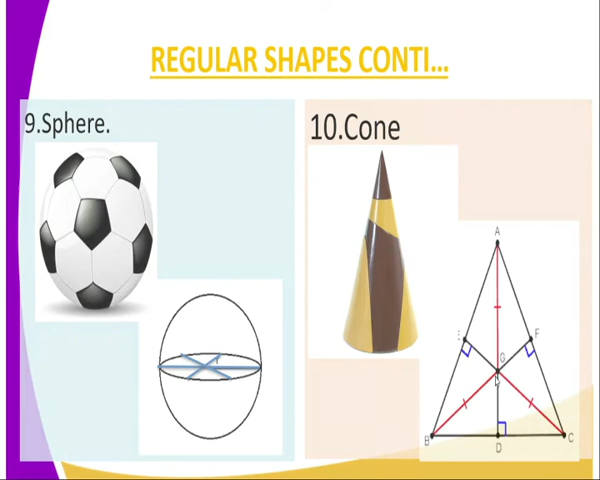 REGULAR SHAPES CONTI...
9.Sphere.
10.Cone
r
A
E
F
G
B
D
C